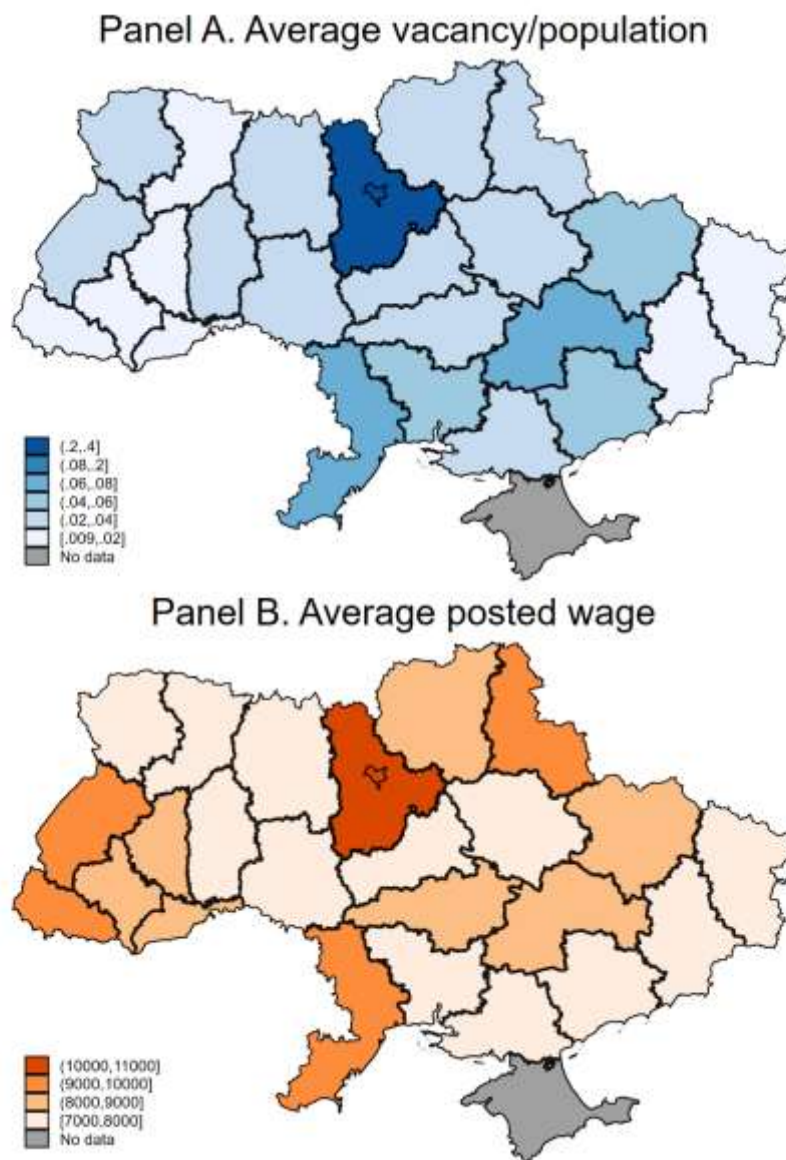 Panel A. Average vacancy/population
(.2,.4]
(.08,.2]
(.06,.08]
(.04,.06]
(.02,.04]
[.009,.02]
No data
Panel B. Average posted wage
(10000,11000]
(9000,10000]
(8000,9000]
[7000,8000]
No data